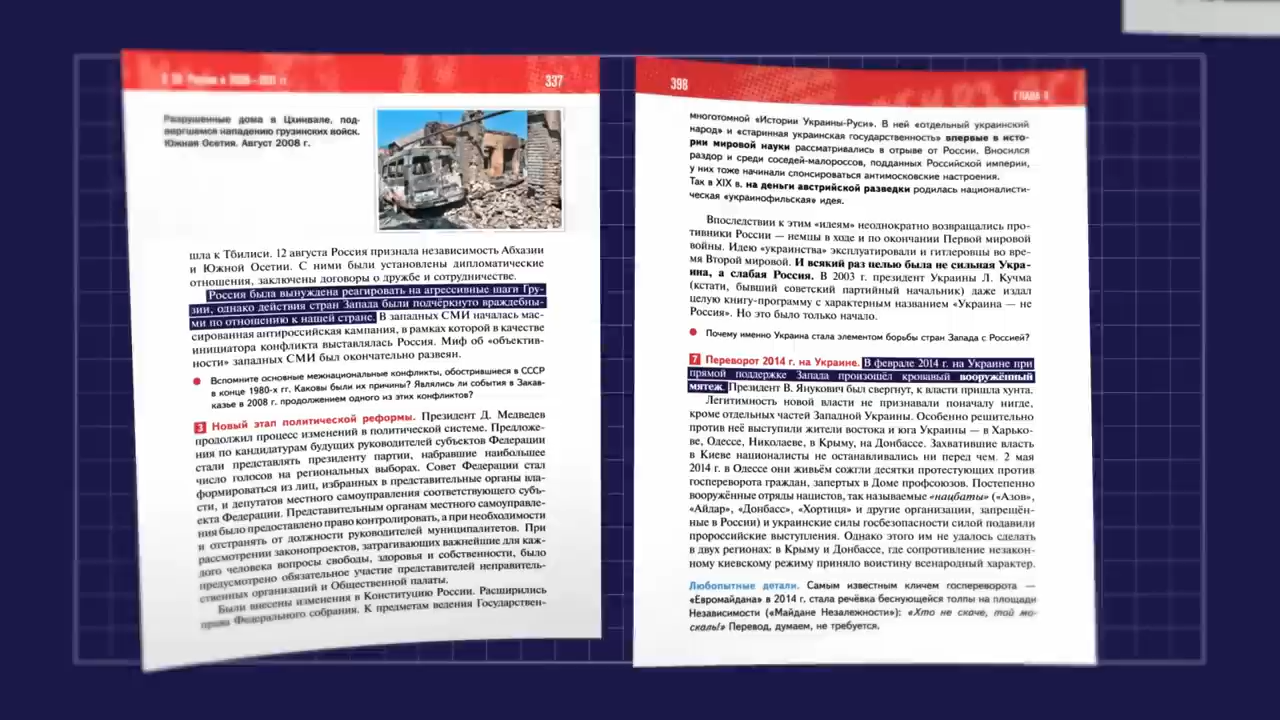 337
Разрушенные дома в Цхинвале, под-
вергшемся нападению грузинских войск.
Южная Осетия. Август 2008 г.
шла к Тбилиси. 12 августа Россия признала независимость Абхазии
и Южной Осетии. С ними были установлены дипломатические
отношения, заключены договоры о дружбе и сотрудничестве.
Россия была вынуждена реагировать на агрессивные шаги Гру-
зии, однако действия стран Запада были подчёркнуто враждебны-
ми по отношению к нашей стране. В западных СМИ началась мас-
сированная антироссийская кампания, в рамках которой в качестве
инициатора конфликта выставлялась Россия. Миф об «объектив-
ности» западных СМИ был окончательно развеян.
Вспомните основные межнациональные конфликты, обострившиеся в СССР
в конце 1980-х гг. Каковы были их причины? Являлись ли события в Закав-
казье в 2008 г. продолжением одного из этих конфликтов?
3 Новый этап политической реформы. Президент Д. Медведев
продолжил процесс изменений в политической системе. Предложе-
ния по кандидатурам будущих руководителей субъектов Федерации
стали представлять президенту партии, набравшие наибольшее
число голосов на региональных выборах. Совет Федерации стал
формироваться из лиц, избранных в представительные органы вла-
сти, и депутатов местного самоуправления соответствующего субъ-
екта Федерации. Представительным органам местного самоуправле-
ния было предоставлено право контролировать, а при необходимости
и отстранять от должности руководителей муниципалитетов. При
рассмотрении законопроектов, затрагивающих важнейшие для каж-
дого человека вопросы свободы, здоровья и собственности, было
предусмотрено обязательное участие представителей неправитель-
ственных организаций и Общественной палаты.
Были внесены изменения в Конституцию России. Расширились
права Федерального собрания. К предметам ведения Государствен-
398
ГЛАВА
многотомной «Истории Украины-Руси». В ней «отдельный украинский
народ» и «старинная украинская государственность» впервые в исто-
рии мировой науки рассматривались в отрыве от России. Вносился
раздор и среди соседей-малороссов, подданных Российской империи,
у них тоже начинали спонсироваться антимосковские настроения.
Так в XIX в. на деньги австрийской разведки родилась националисти-
ческая «украинофильская» идея.
Впоследствии к этим «идеям» неоднократно возвращались про-
тивники России — немцы в ходе и по окончании Первой мировой
войны. Идею «украинства» эксплуатировали и гитлеровцы во вре-
мя Второй мировой. И всякий раз целью была не сильная Укра-
ина, а слабая Россия. В 2003 г. президент Украины Л. Кучма
(кстати, бывший советский партийный начальник) даже издал
целую книгу-программу с характерным названием «Украина — не
Россия». Но это было только начало.
Почему именно Украина стала элементом борьбы стран Запада с Россией?
7 Переворот 2014 г. на Украине. В феврале 2014 г. на Украине при
прямой поддержке Запада произошёл кровавый вооружённый
мятеж. Президент В. Янукович был свергнут, к власти пришла хунта.
Легитимность новой власти не признавали поначалу нигде,
кроме отдельных частей Западной Украины. Особенно решительно
против неё выступили жители востока и юга Украины — в Харько-
ве, Одессе, Николаеве, в Крыму, на Донбассе. Захватившие власть
в Киеве националисты не останавливались ни перед чем. 2 мая
2014 г. в Одессе они живьём сожгли десятки протестующих против
госпереворота граждан, запертых в Доме профсоюзов. Постепенно
вооружённые отряды нацистов, так называемые «нацбаты» («Азов»,
«Айдар», «Донбасс», «Хортиця» и другие организации, запрещён-
ные в России) и украинские силы госбезопасности силой подавили
пророссийские выступления. Однако этого им не удалось сделать
в двух регионах: в Крыму и Донбассе, где сопротивление незакон-
ному киевскому режиму приняло воистину всенародный характер.
Любопытные детали. Самым известным кличем госпереворота —
«Евромайдана» в 2014 г. стала речёвка беснующейся толпы на площади
Независимости («Майдане Незалежности»): «Хто не скаче, той мо-
скаль!» Перевод, думаем, не требуется.